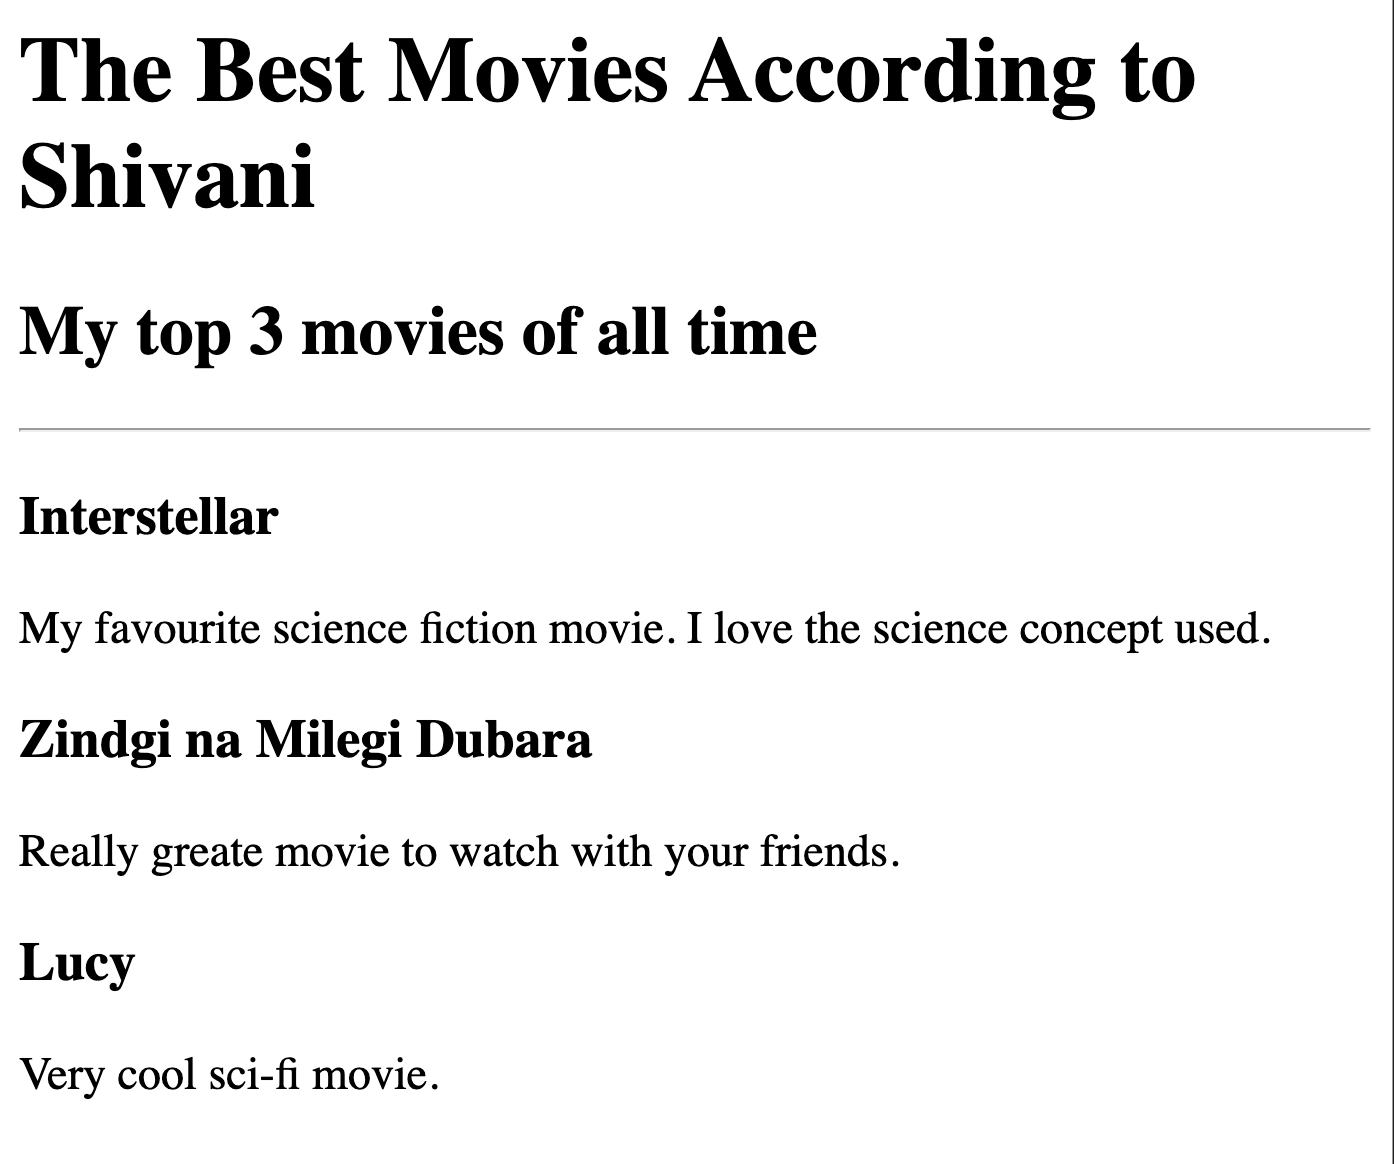 The Best Movies According to
Shivani
My top 3 movies of all time
Interstellar
My favourite science fiction movie. I love the science concept used.
Zindgi na Milegi Dubara
Really greate movie to watch with your friends.
Lucy
Very cool sci-fi movie.